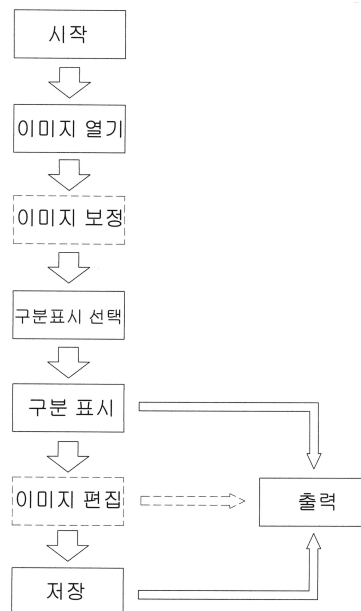 시작
이미지 열기
이미지 보정
구분표시 선택
구분 표시
이미지 편집
출력
저장